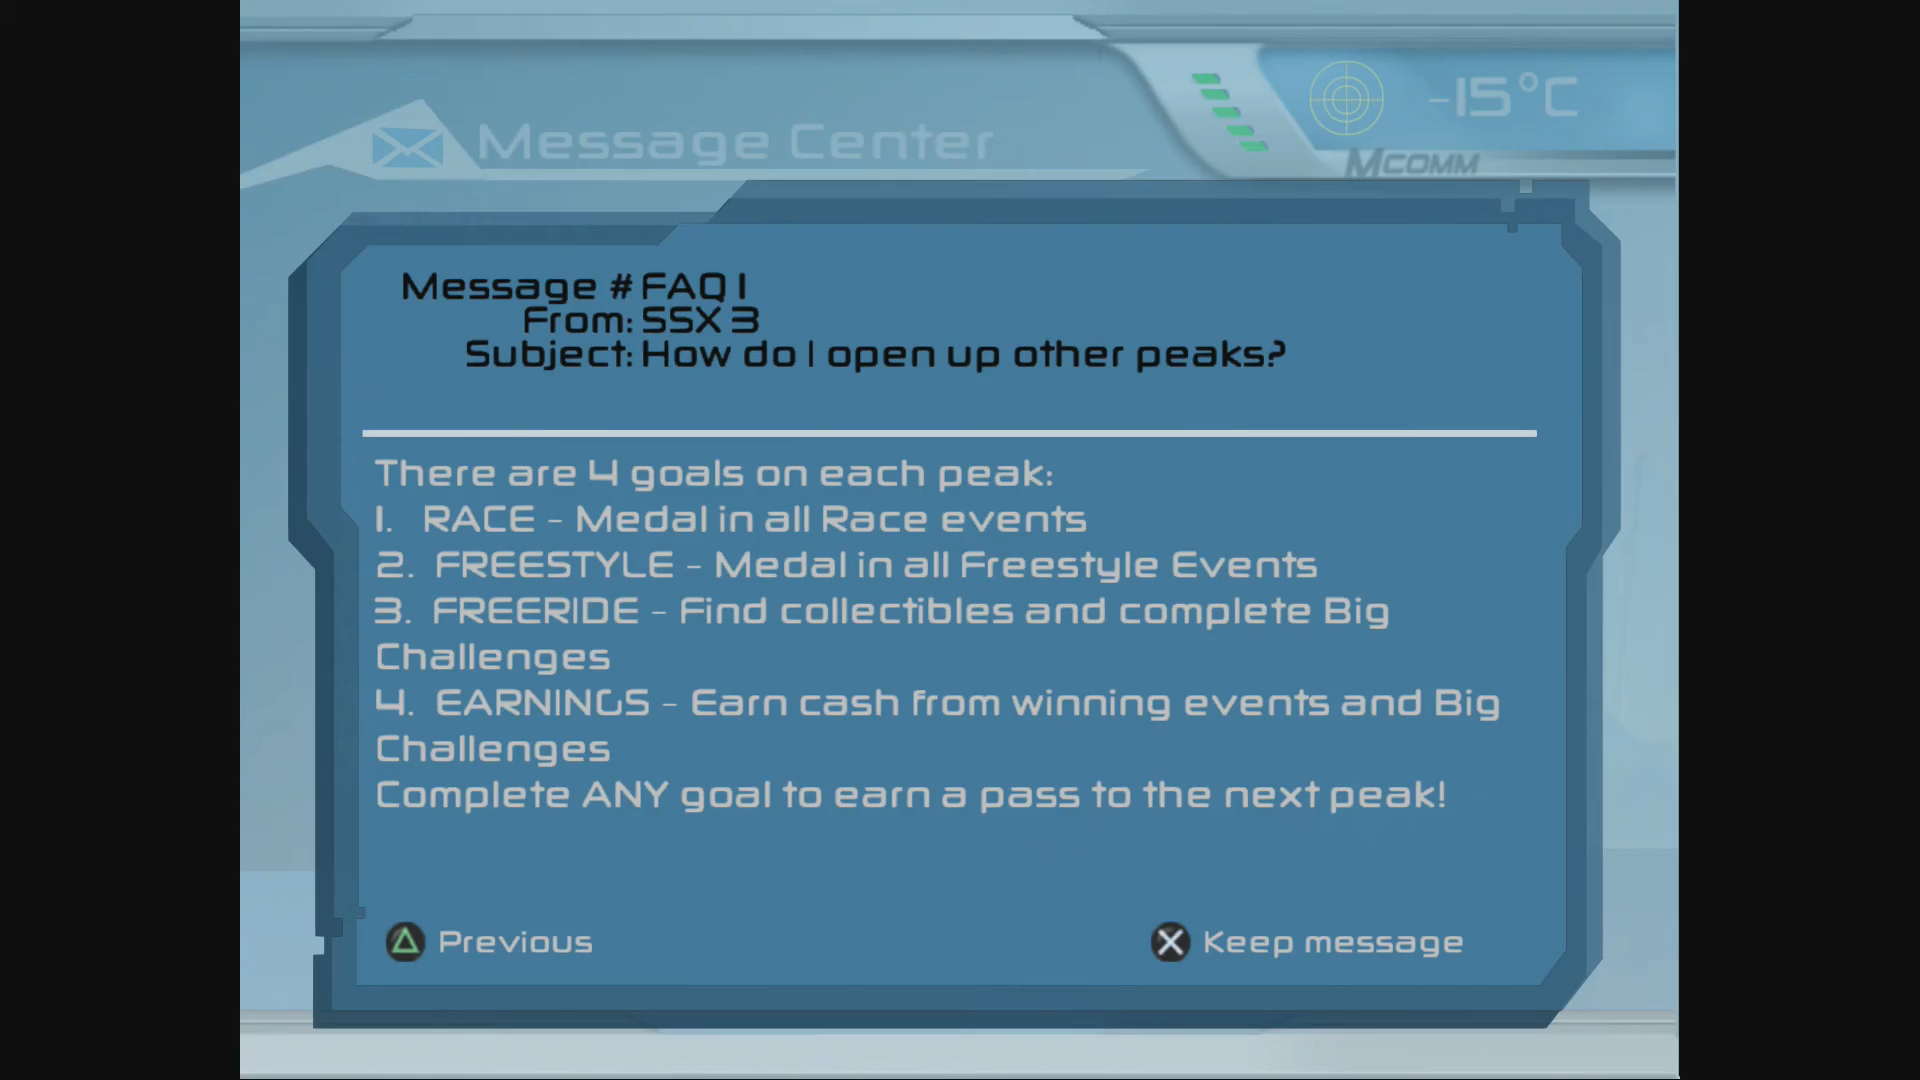 -15°C
Message Center
MCOMM
Message # FAQ 1
From: SSX 3
Subject: How do I open up other peaks?
There are 4 goals on each peak:
1. RACE - Medal in all Race events
2. FREESTYLE - Medal in all Freestyle Events
3. FREERIDE - Find collectibles and complete Big
Challenges
4. EARNINGS - Earn cash from winning events and Big
Challenges
Complete ANY goal to earn a pass to the next peak!
Previous
Keep message